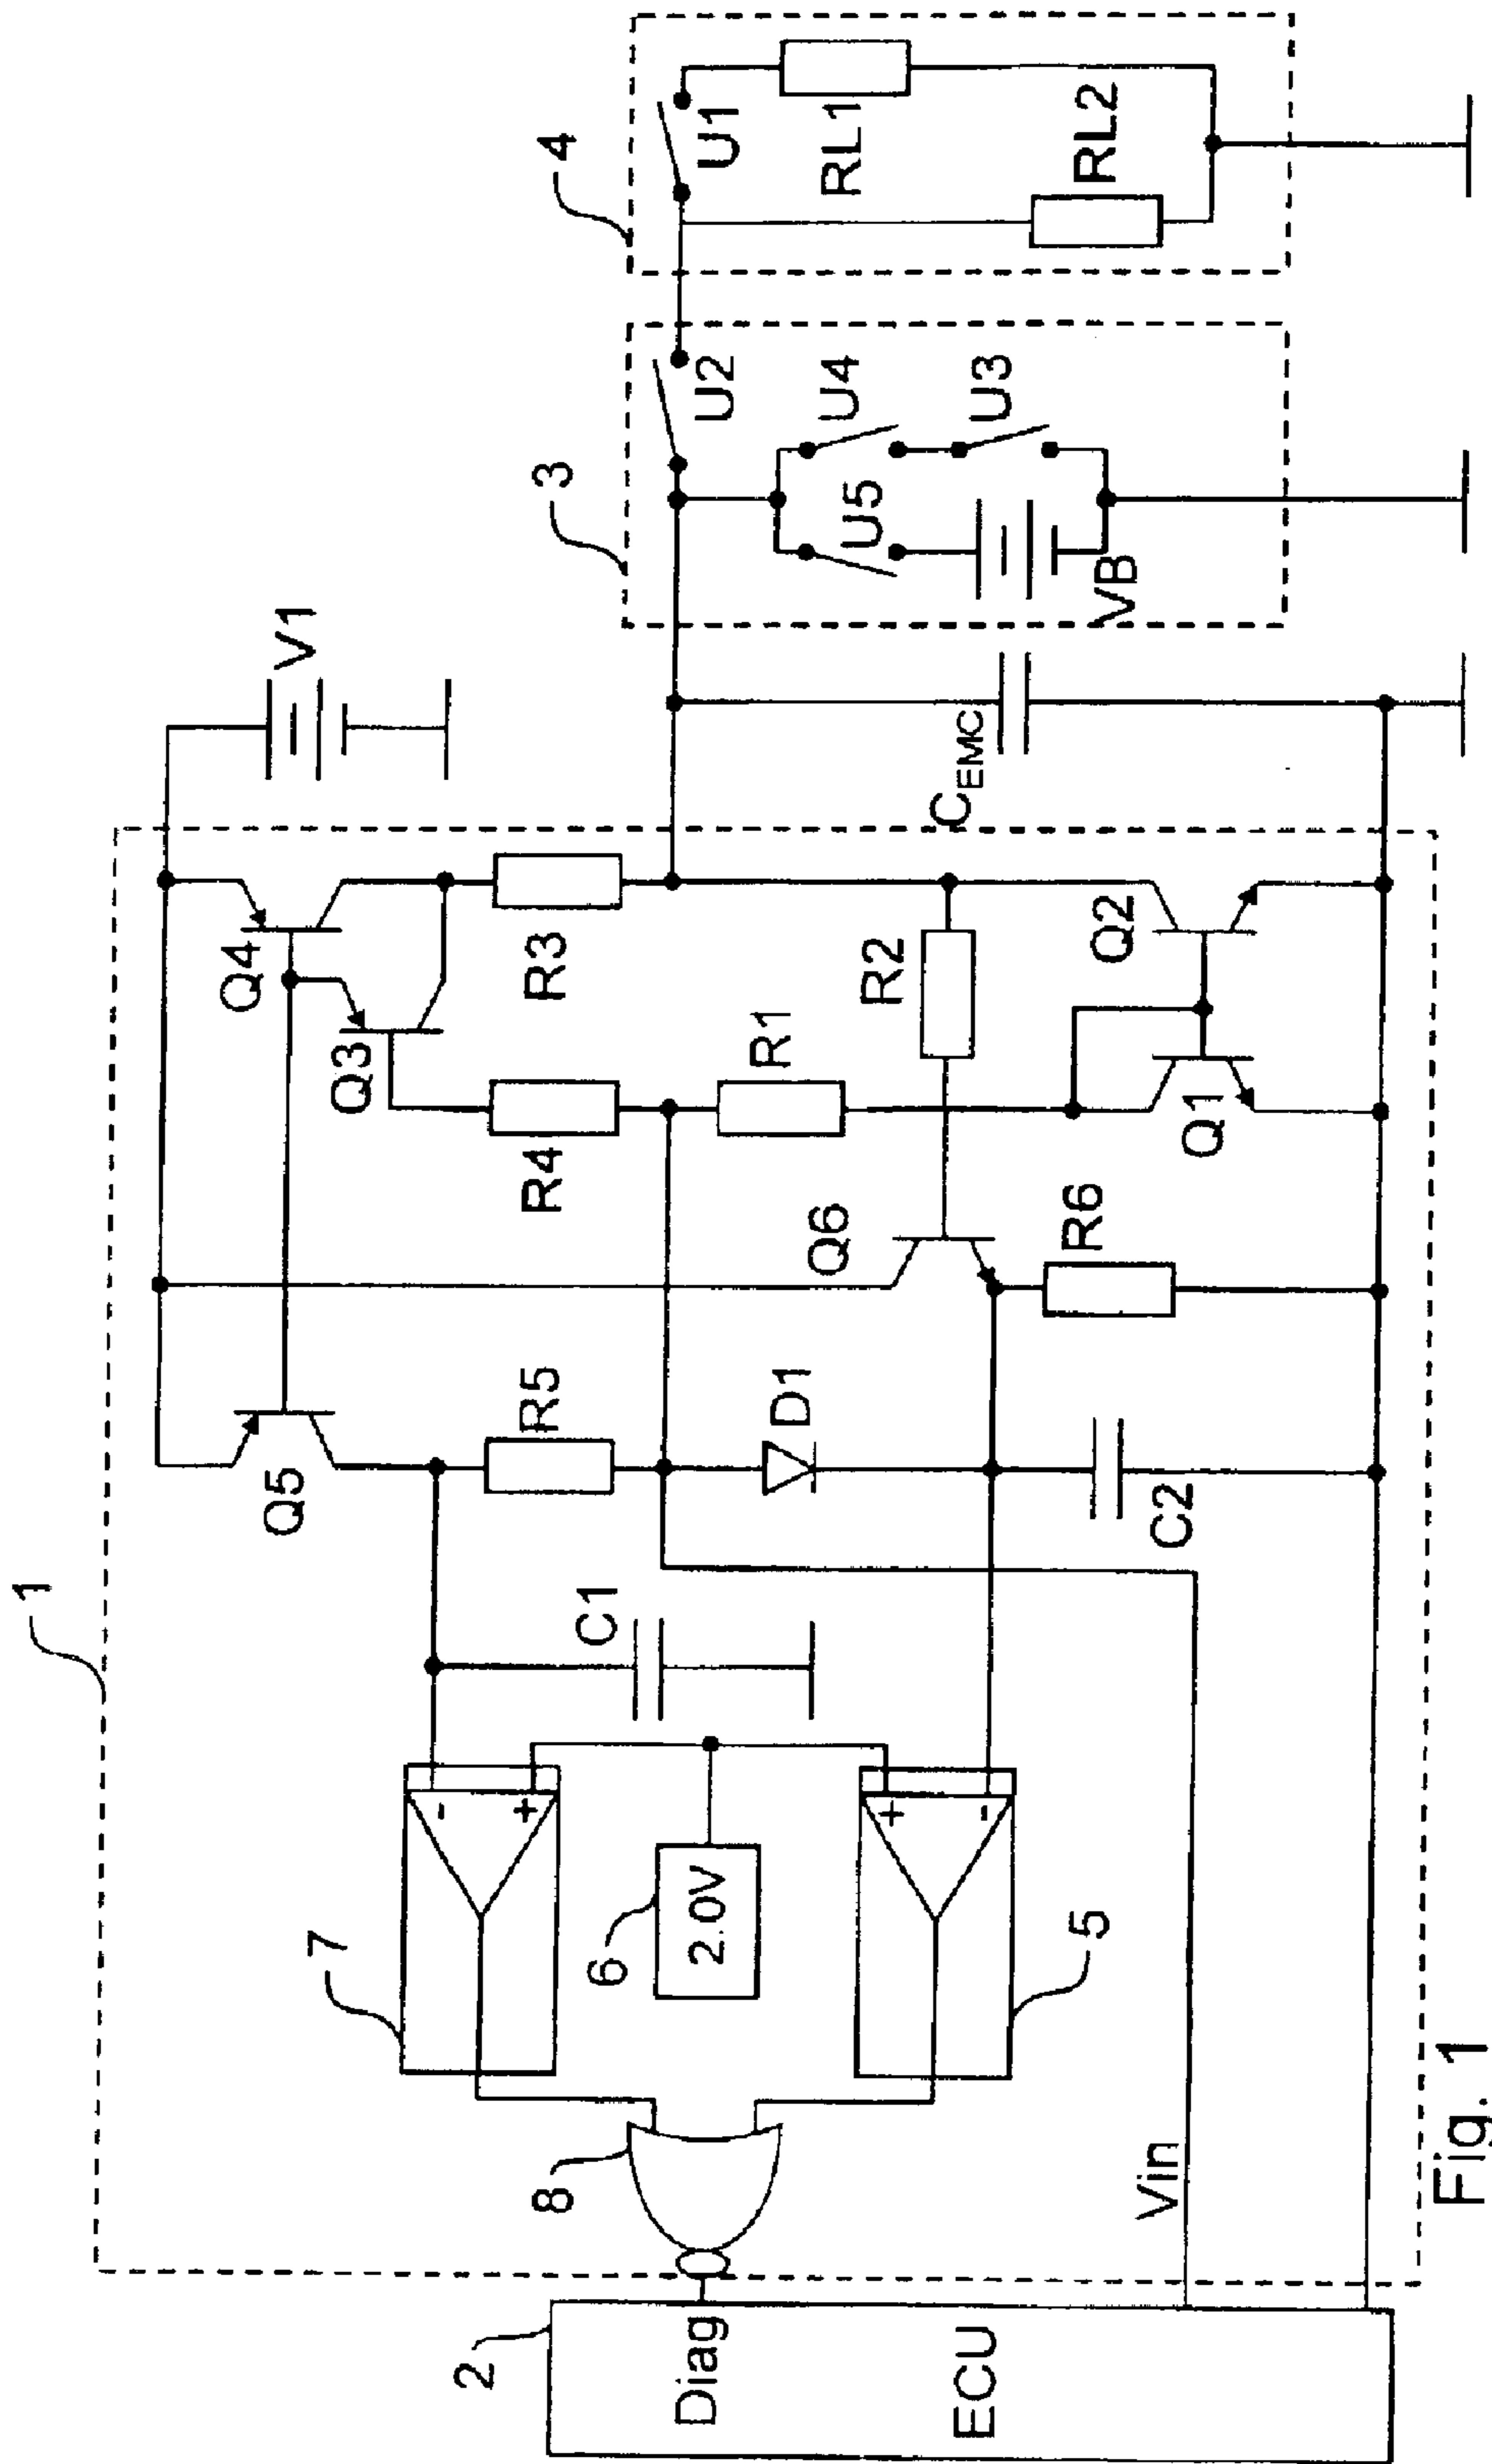 1
V1
Q4
Q3
Q5
R3
R4
R5
R1
R2
Q6
D1
C1
C2
R6
Q1
Q2
C_EMC
3
U2
U4
U5
U3
VB
4
U1
RL1
RL2
7
-
+
6
2.0V
+
-
5
8
2
Diag
ECU
Vin
Fig. 1